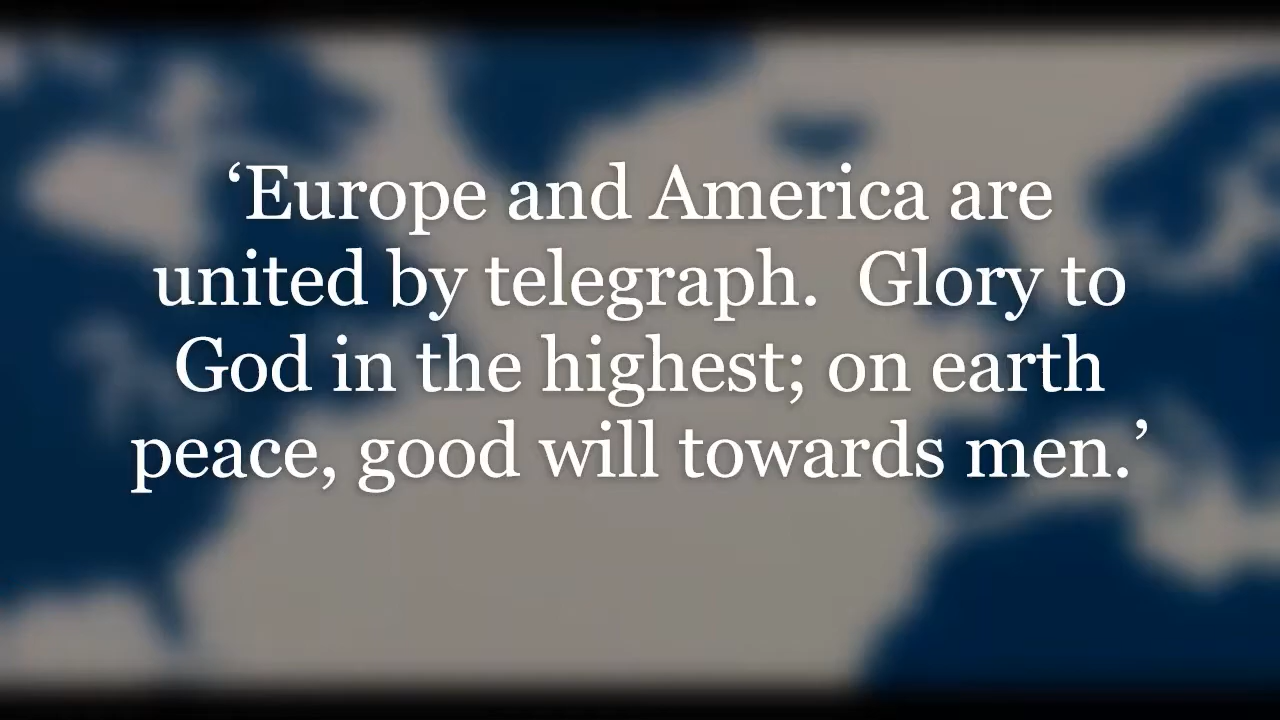 ‘Europe and America are
united by telegraph.  Glory to
God in the highest; on earth
peace, good will towards men.’